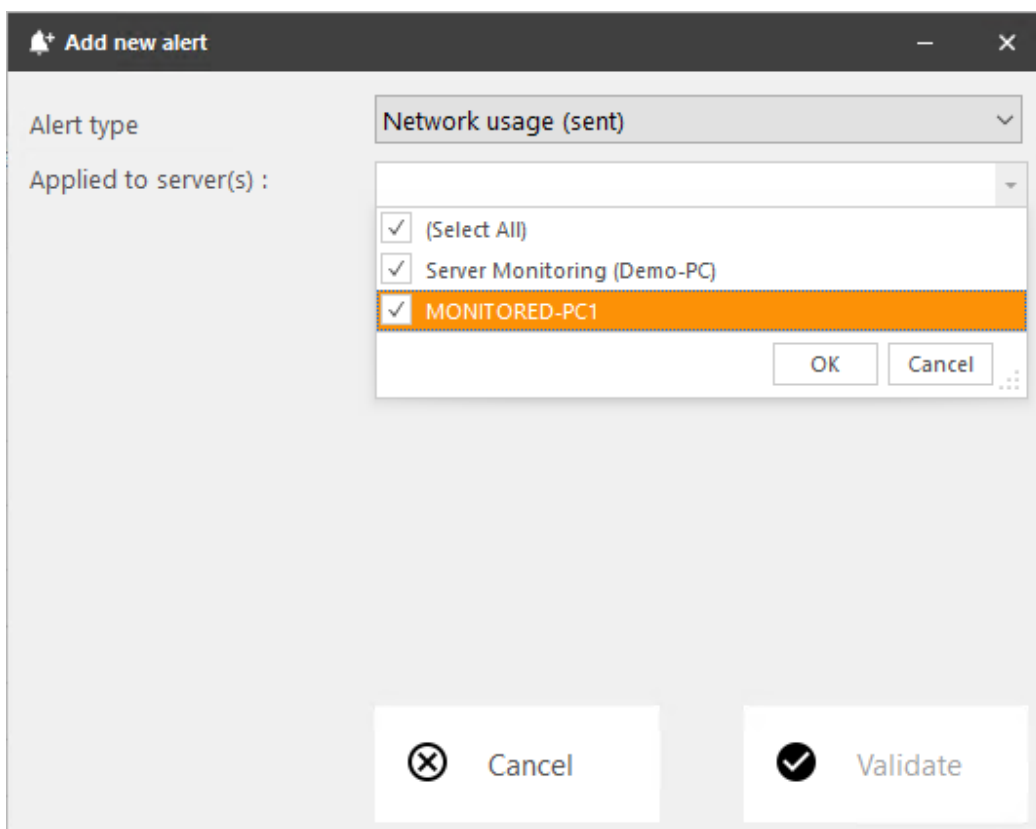 Add new alert
Alert type
Network usage (sent)
Applied to server(s) :
(Select All)
Server Monitoring (Demo-PC)
MONITORED-PC1
OK Cancel
Cancel Validate